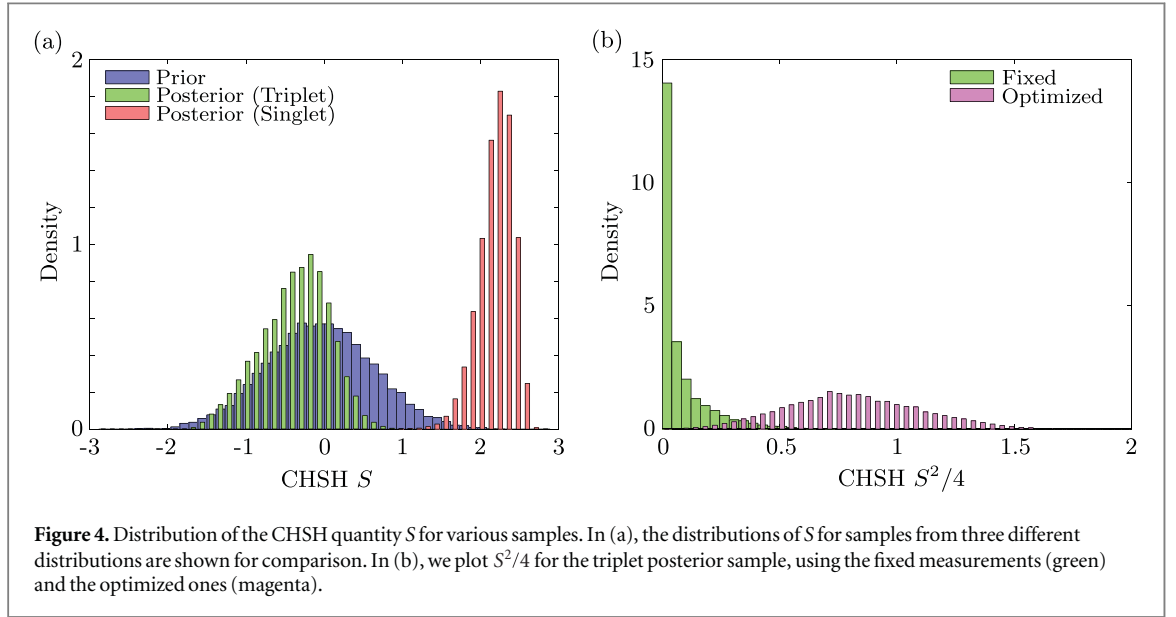 (a)
2
Prior
Posterior (Triplet)
Posterior (Singlet)
Density
1
0
-3 -2 -1 0 1 2 3
CHSH S
(b)
15
Fixed
Optimized
Density
10
5
0
0 0.5 1 1.5 2
CHSH S²/4
Figure 4. Distribution of the CHSH quantity S for various samples. In (a), the distributions of S for samples from three different
distributions are shown for comparison. In (b), we plot S²/4 for the triplet posterior sample, using the fixed measurements (green)
and the optimized ones (magenta).